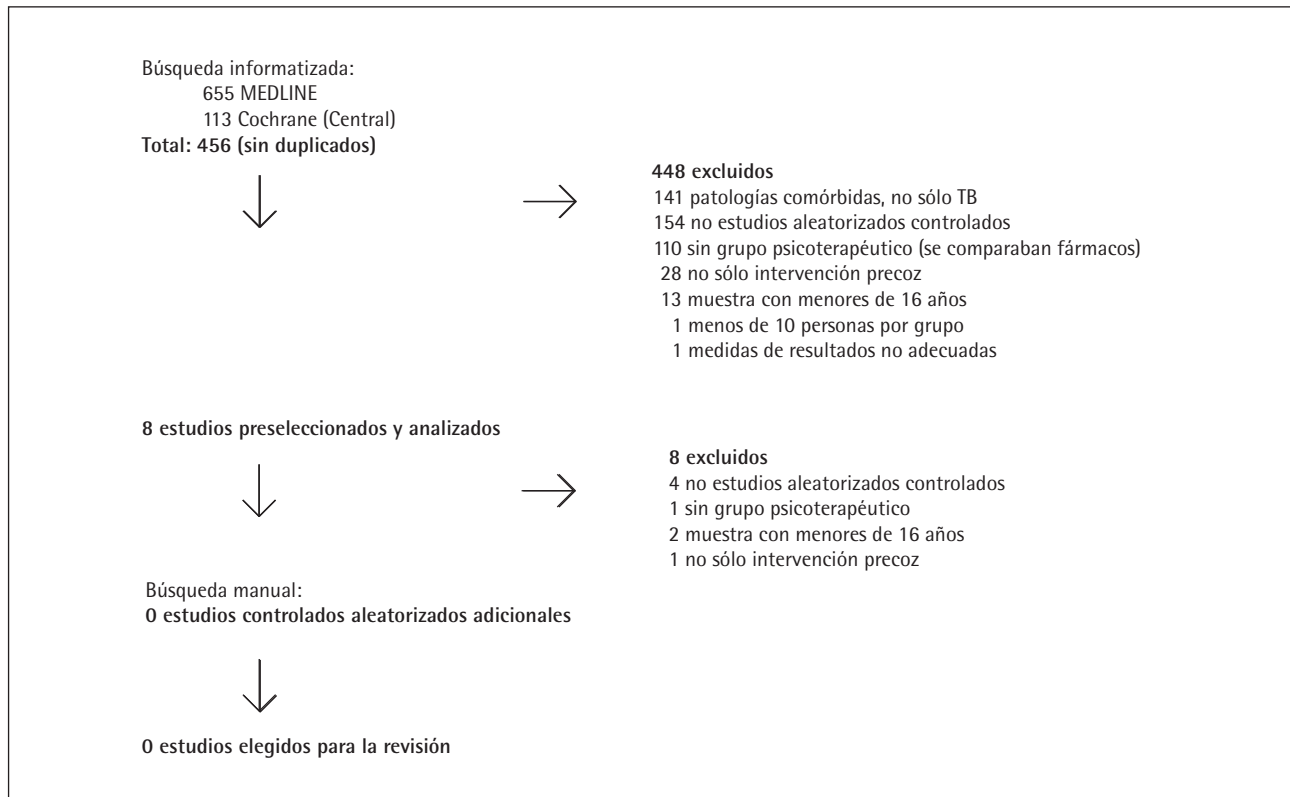 Búsqueda informatizada:
655 MEDLINE
113 Cochrane (Central)
Total: 456 (sin duplicados)
448 excluidos
141 patologías comórbidas, no sólo TB
154 no estudios aleatorizados controlados
110 sin grupo psicoterapéutico (se comparaban fármacos)
28 no sólo intervención precoz
13 muestra con menores de 16 años
1 menos de 10 personas por grupo
1 medidas de resultados no adecuadas
8 estudios preseleccionados y analizados
8 excluidos
4 no estudios aleatorizados controlados
1 sin grupo psicoterapéutico
2 muestra con menores de 16 años
1 no sólo intervención precoz
Búsqueda manual:
0 estudios controlados aleatorizados adicionales
0 estudios elegidos para la revisión